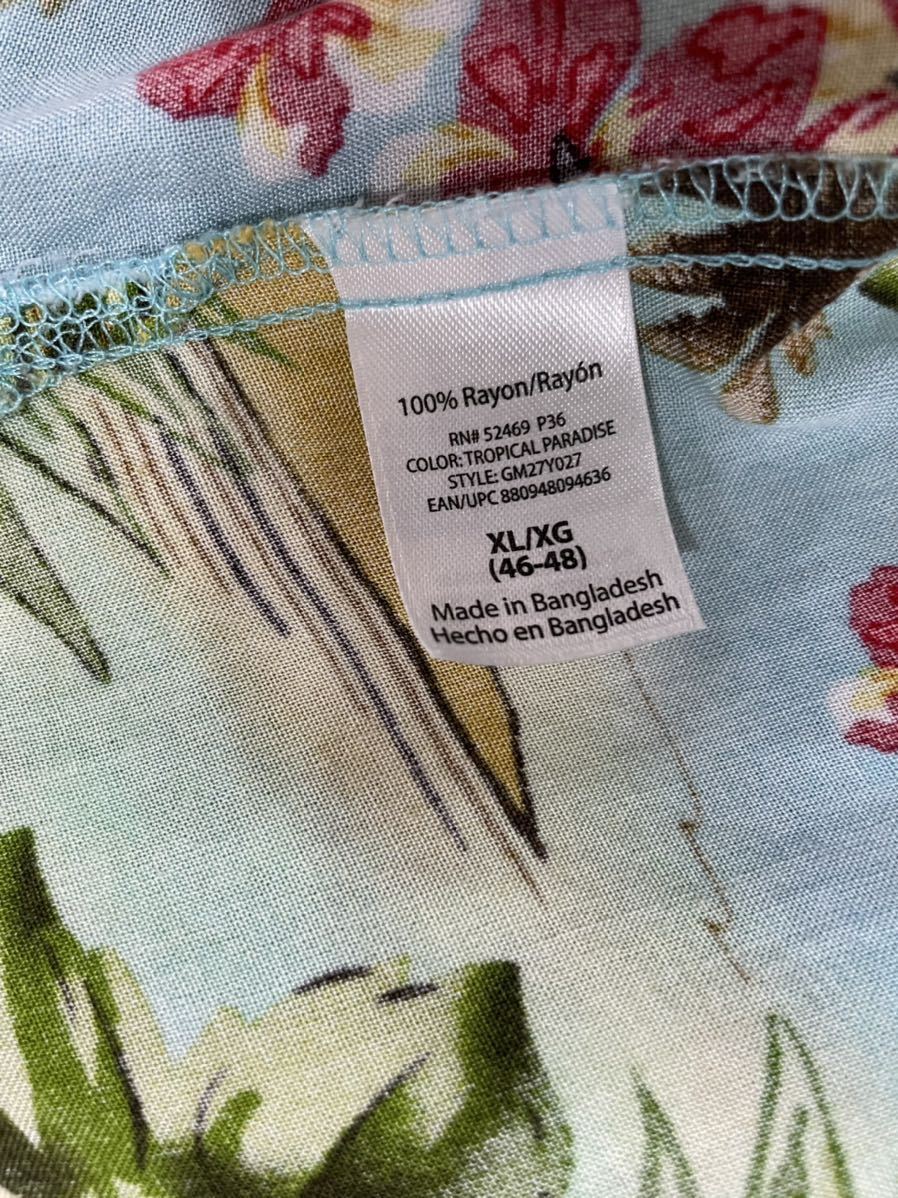 100% Rayon/Rayón
RN# 52469 P36
COLOR: TROPICAL PARADISE
STYLE: GM27Y027
EAN/UPC 880948094636
XL/XG
(46-48)
Made in Bangladesh
Hecho en Bangladesh